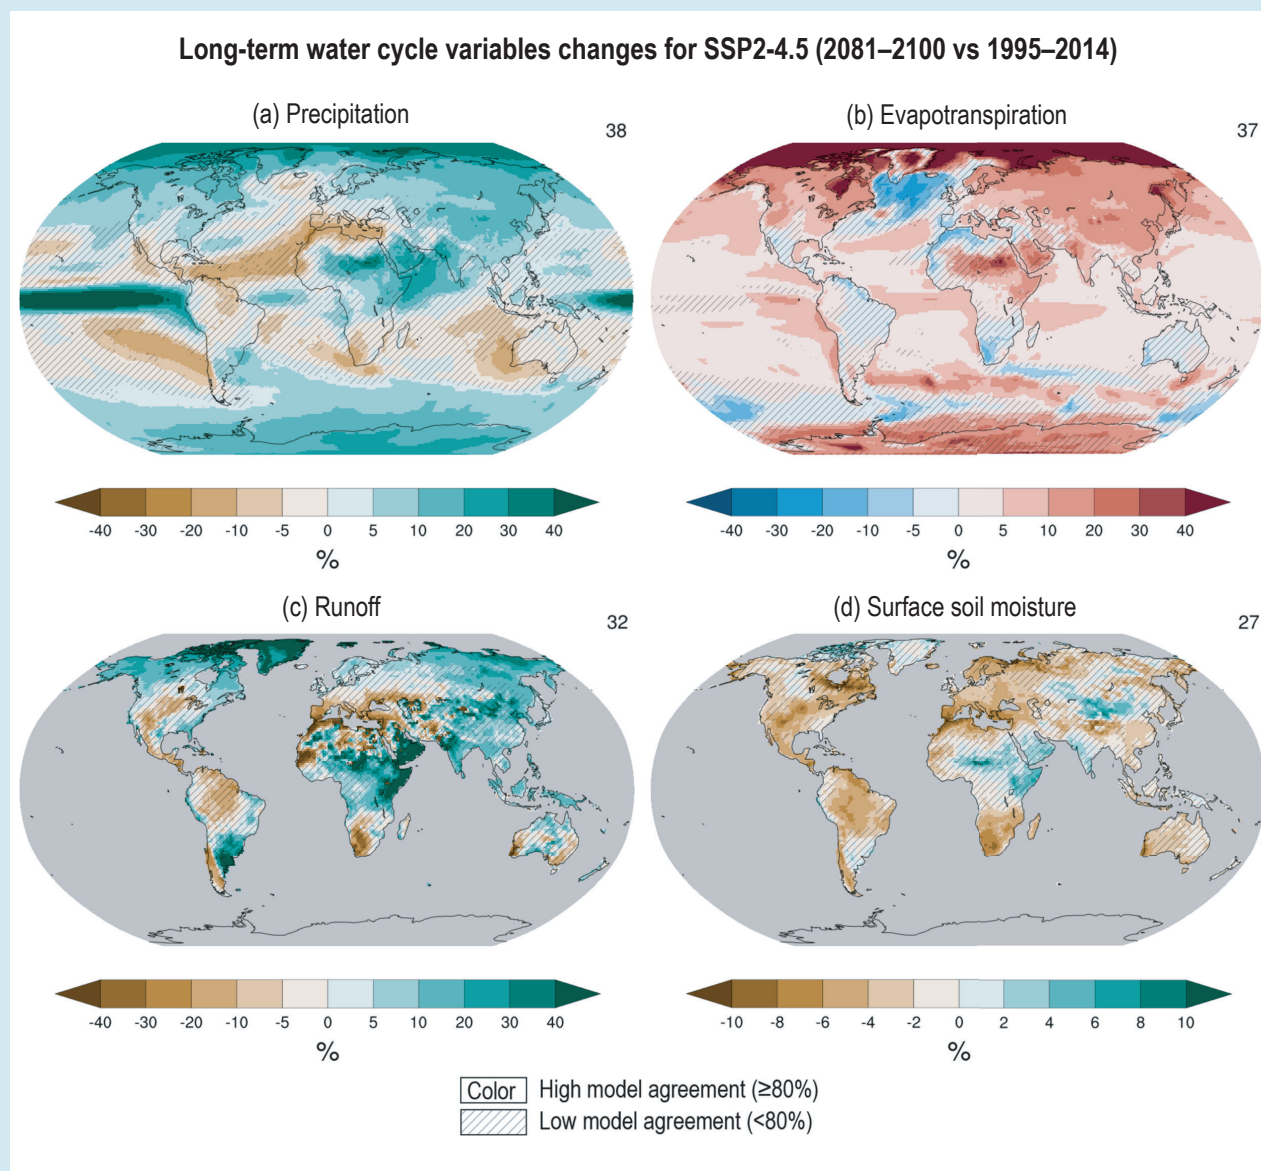 Long-term water cycle variables changes for SSP2-4.5 (2081–2100 vs 1995–2014)
(a) Precipitation
38
(b) Evapotranspiration
37
-40 -30 -20 -10 -5 0 5 10 20 30 40
%
-40 -30 -20 -10 -5 0 5 10 20 30 40
%
(c) Runoff
32
(d) Surface soil moisture
27
-40 -30 -20 -10 -5 0 5 10 20 30 40
%
-10 -8 -6 -4 -2 0 2 4 6 8 10
%
Color High model agreement (≥80%)
Low model agreement (<80%)